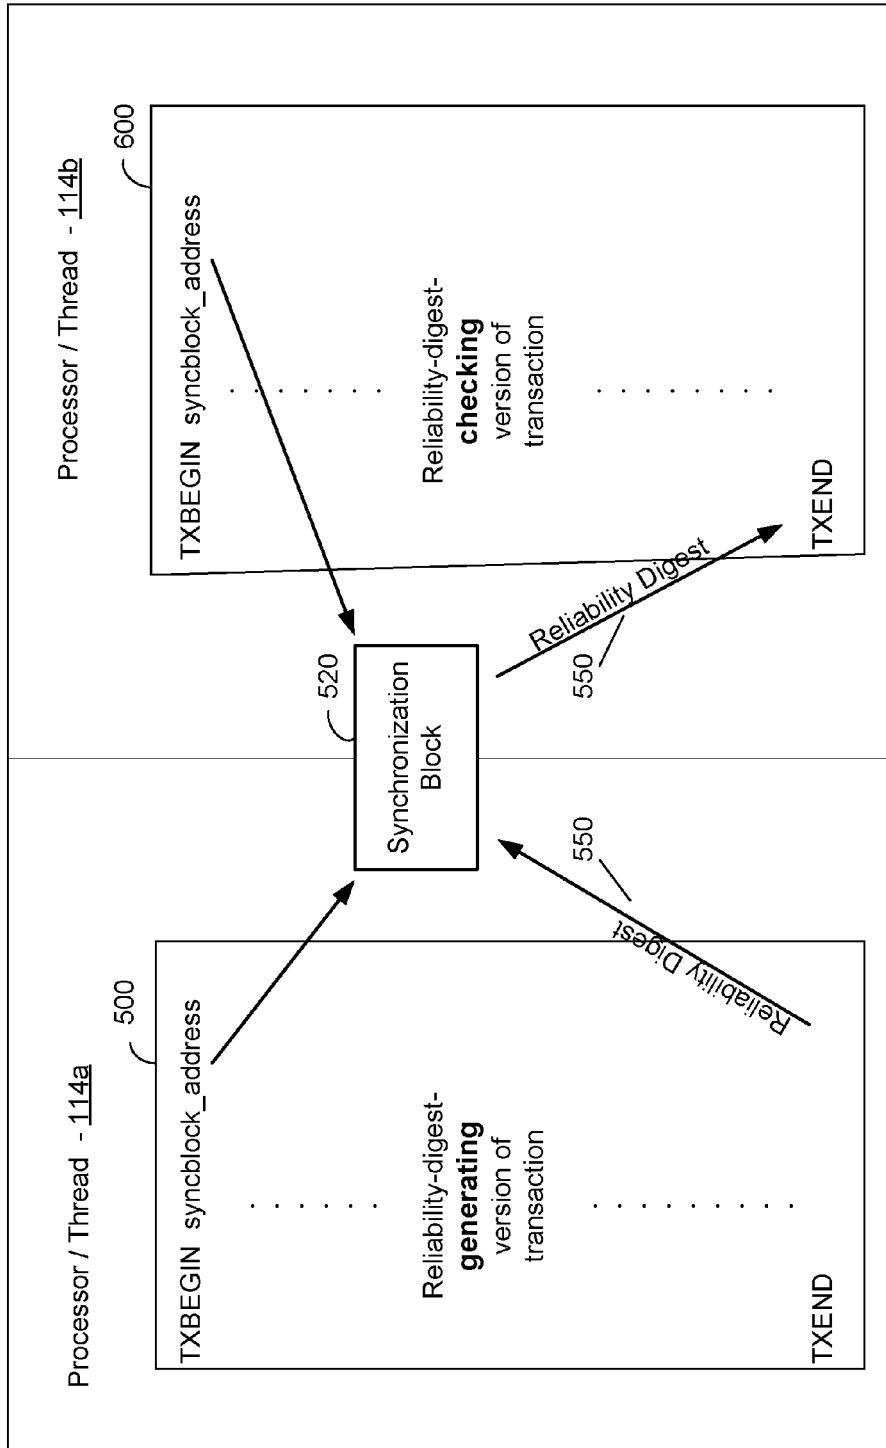 Processor / Thread - 114a
500
TXBEGIN syncblock_address
Reliability-digest-
generating
version of
transaction
TXEND
Reliability Digest
550
Synchronization
Block
520
Processor / Thread - 114b
600
TXBEGIN syncblock_address
Reliability-digest-
checking
version of
transaction
TXEND
Reliability Digest
550